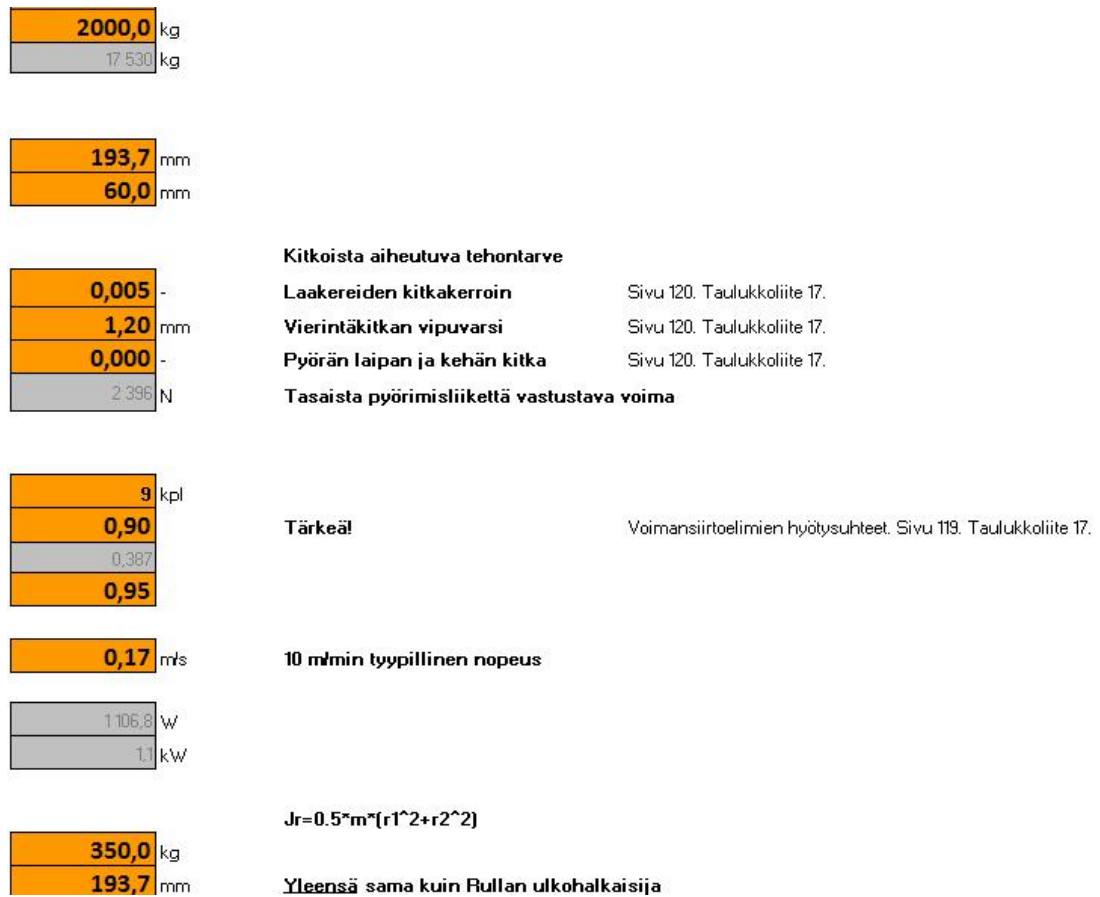 2000,0 kg
17 530 kg
193,7 mm
60,0 mm
Kitkoista aiheutuva tehontarve
0,005 - Laakereiden kitkakerroin Sivu 120. Taulukkoliite 17.
1,20 mm Vierintäkitkan vipuvarsi Sivu 120. Taulukkoliite 17.
0,000 - Pyörän laipan ja kehän kitka Sivu 120. Taulukkoliite 17.
2 396 N Tasaista pyörimisliikettä vastustava voima
9 kpl
0,90 Tärkeä! Voimansiirtoelimien hyötysuhteet. Sivu 119. Taulukkoliite 17.
0,387
0,95
0,17 m/s 10 m/min tyypillinen nopeus
1 106,8 W
1,1 kW
Jr=0.5*m*(r1^2+r2^2)
350,0 kg
193,7 mm Yleensä sama kuin Rullan ulkohalkaisija